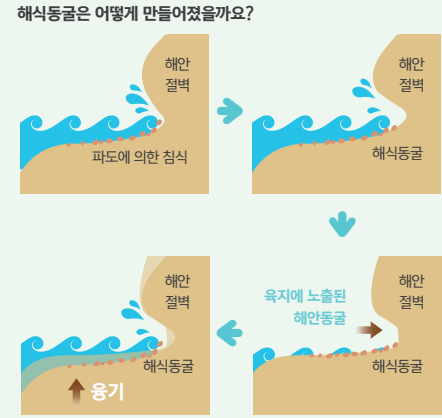 해식동굴은 어떻게 만들어졌을까요?
해안
절벽
파도에 의한 침식
해안
절벽
해식동굴
육지에 노출된
해안동굴
해안
절벽
해식동굴
해안
절벽
해식동굴
융기